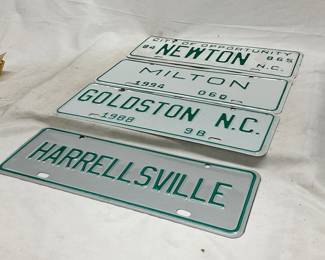 CITY OF OPPORTUNITY
84 NEWTON 865
N.C.
MILTON
1994 060
GOLDSTON N.C.
1988 98
HARRELLSVILLE